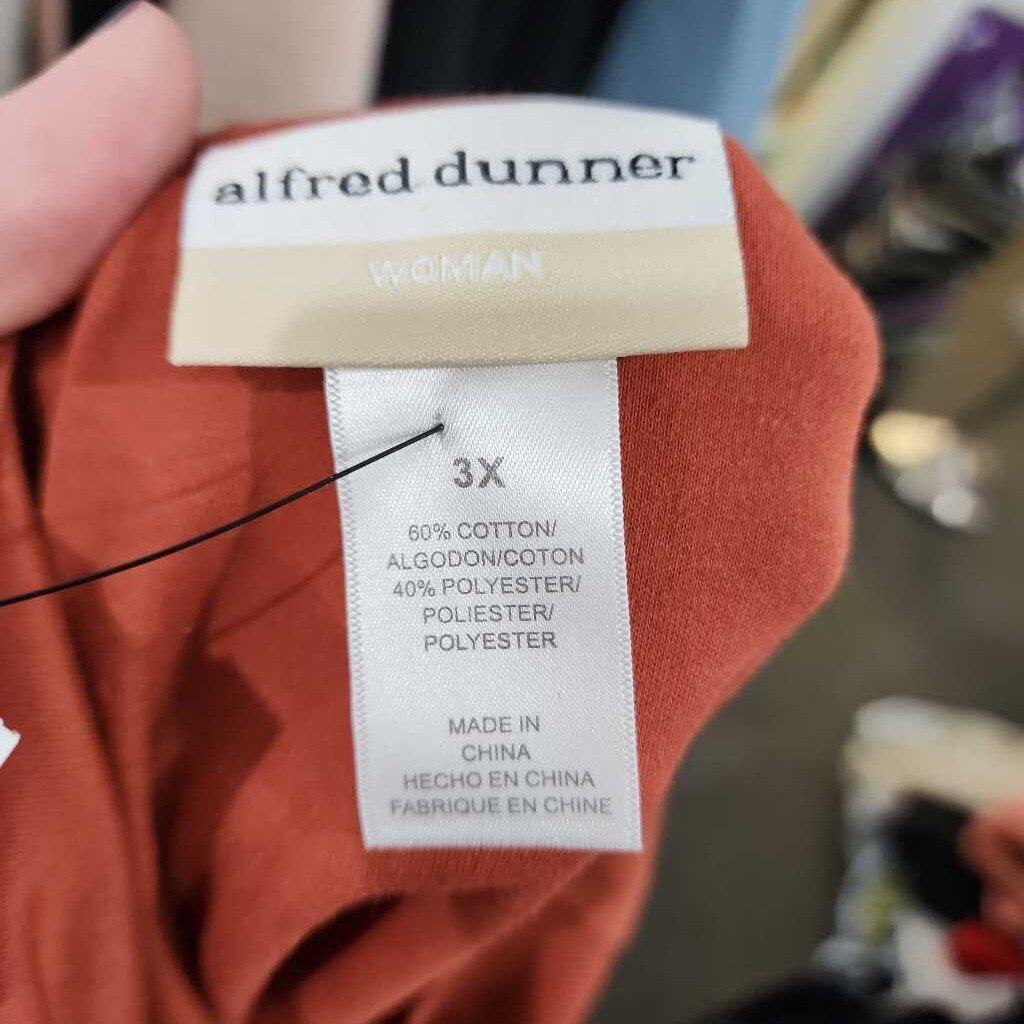 alfred dunner
WOMAN
3X
60% COTTON/
ALGODON/COTON
40% POLYESTER/
POLIESTER/
POLYESTER
MADE IN
CHINA
HECHO EN CHINA
FABRIQUE EN CHINE